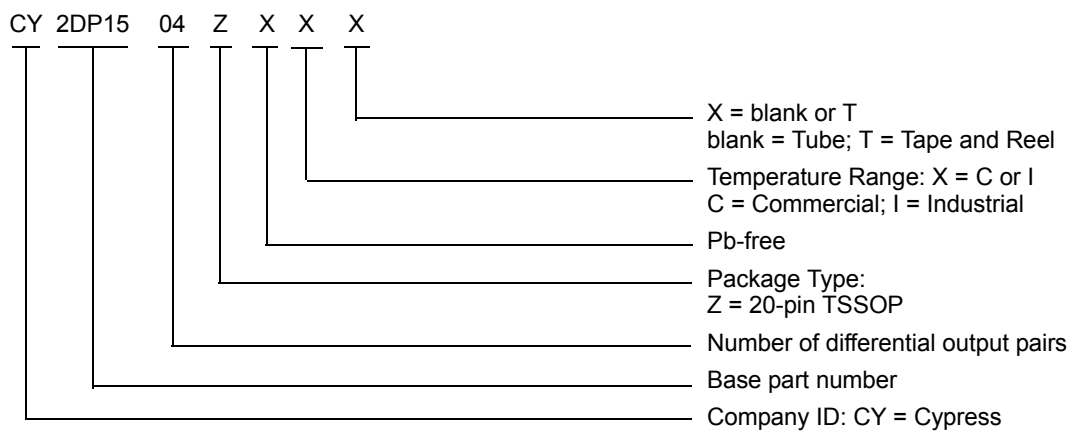 CY 2DP15 04 Z X X X
X = blank or T
blank = Tube; T = Tape and Reel
Temperature Range: X = C or I
C = Commercial; I = Industrial
Pb-free
Package Type:
Z = 20-pin TSSOP
Number of differential output pairs
Base part number
Company ID: CY = Cypress